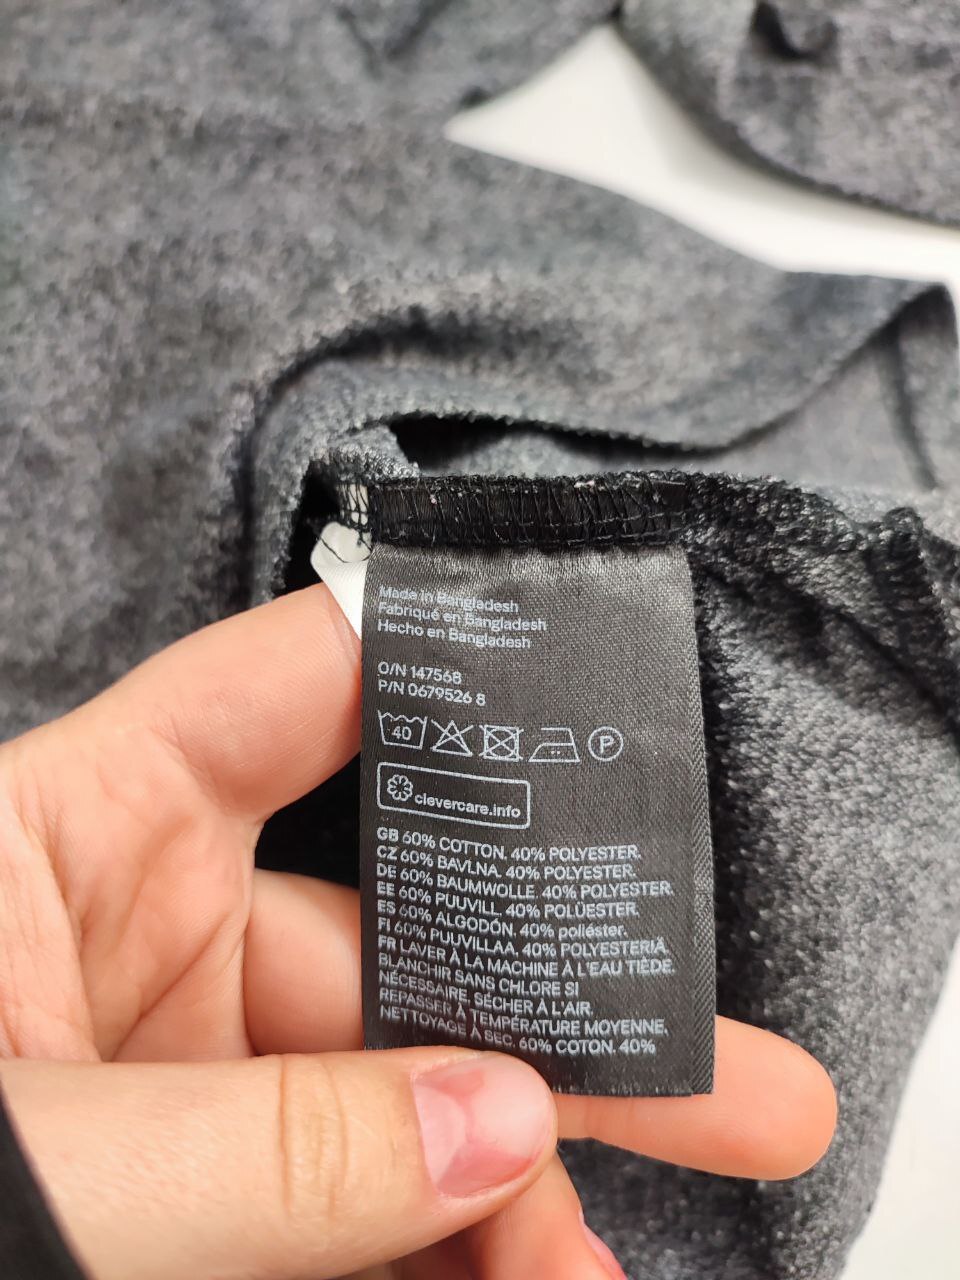 Made in Bangladesh
Fabriqué en Bangladesh
Hecho en Bangladesh
O/N 147568
P/N 0679526 8
40 P
clevercare.info
GB 60% COTTON. 40% POLYESTER.
CZ 60% BAVLNA. 40% POLYESTER.
DE 60% BAUMWOLLE. 40% POLYESTER.
EE 60% PUUVILL. 40% POLÜESTER.
ES 60% ALGODÓN. 40% poliéster.
FI 60% PUUVILLAA. 40% POLYESTERIÄ
FR LAVER À LA MACHINE À L'EAU TIÈDE.
BLANCHIR SANS CHLORE SI
NÉCESSAIRE. SÉCHER À L'AIR.
REPASSER À TEMPÉRATURE MOYENNE.
NETTOYAGE À SEC. 60% COTON. 40%